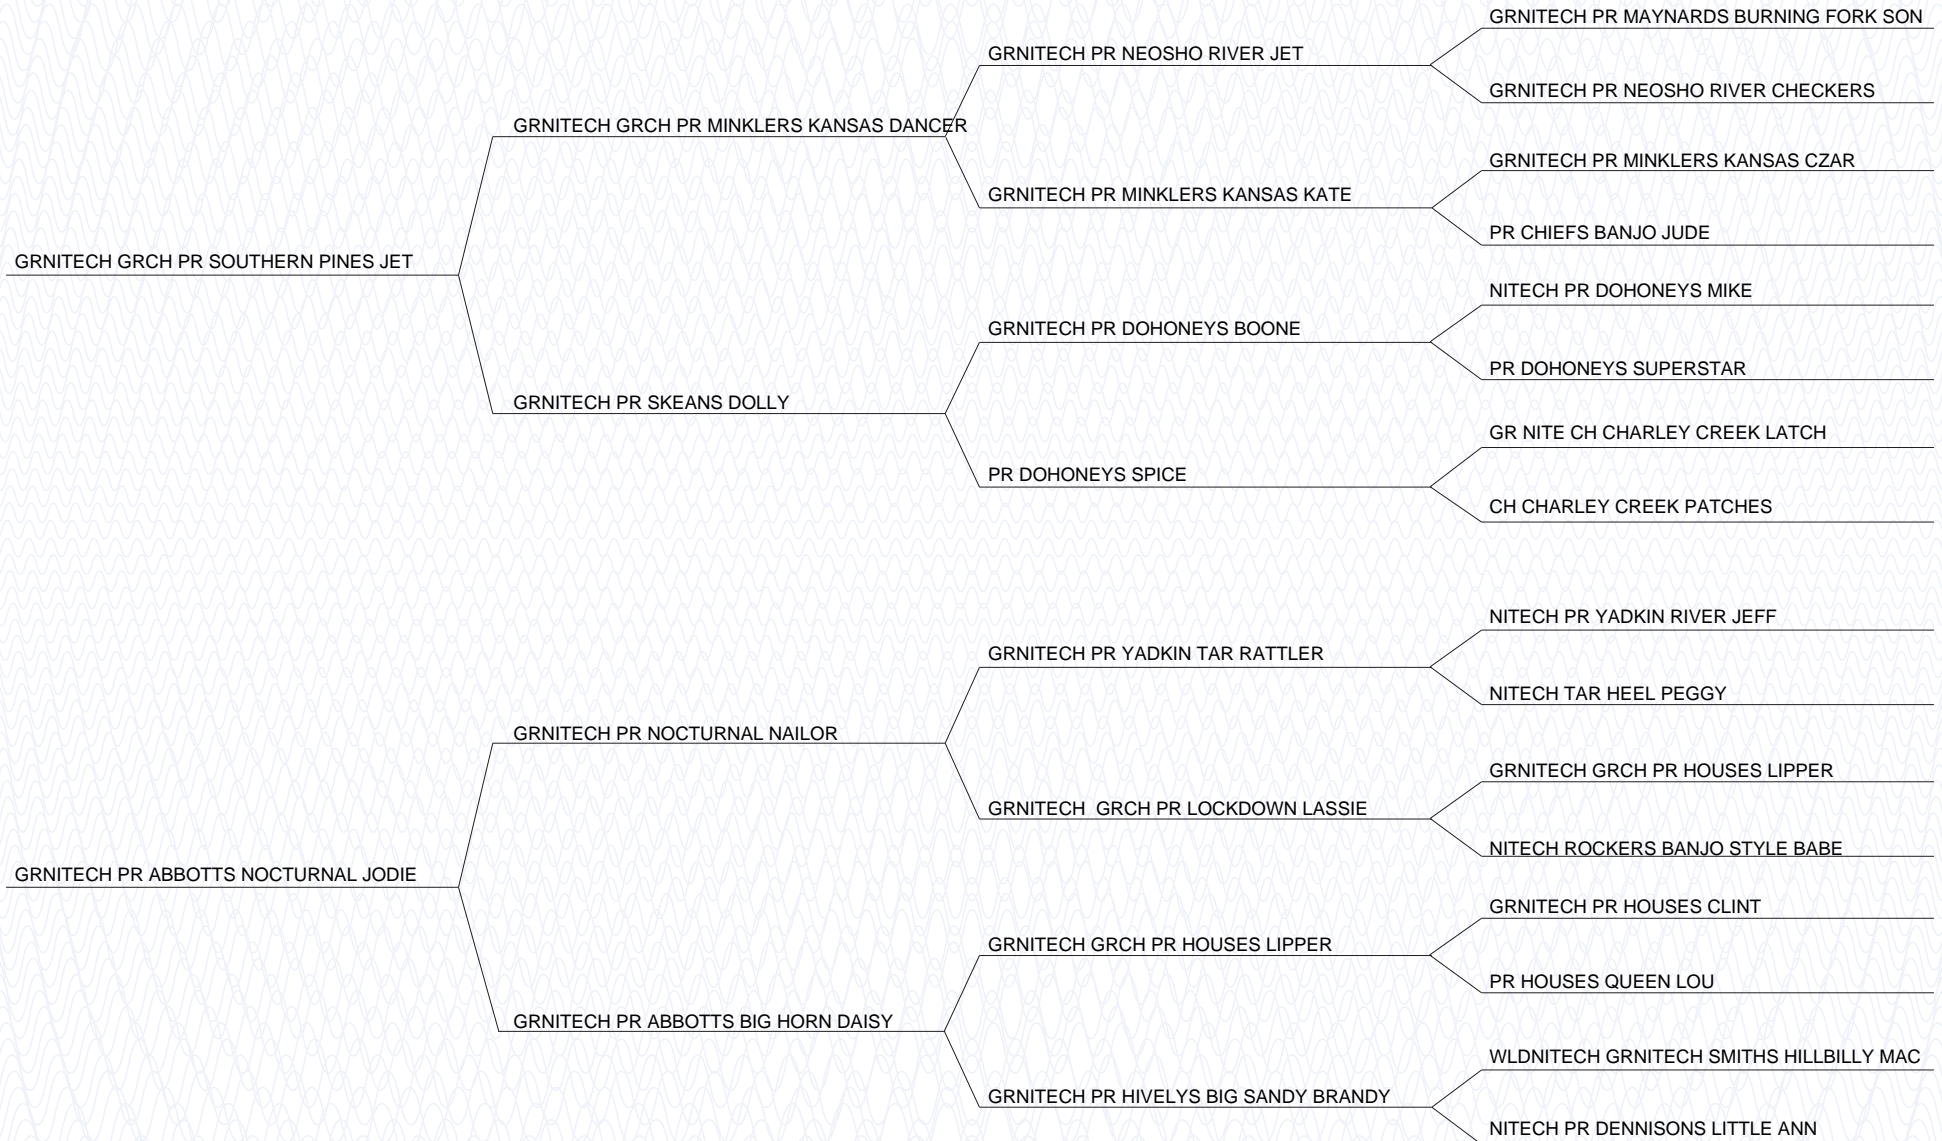 GRNITECH PR MAYNARDS BURNING FORK SON
GRNITECH PR NEOSHO RIVER JET
GRNITECH PR NEOSHO RIVER CHECKERS
GRNITECH GRCH PR MINKLERS KANSAS DANCER
GRNITECH PR MINKLERS KANSAS CZAR
GRNITECH PR MINKLERS KANSAS KATE
PR CHIEFS BANJO JUDE
GRNITECH GRCH PR SOUTHERN PINES JET
NITECH PR DOHONEYS MIKE
GRNITECH PR DOHONEYS BOONE
PR DOHONEYS SUPERSTAR
GRNITECH PR SKEANS DOLLY
GR NITE CH CHARLEY CREEK LATCH
PR DOHONEYS SPICE
CH CHARLEY CREEK PATCHES
NITECH PR YADKIN RIVER JEFF
GRNITECH PR YADKIN TAR RATTLER
NITECH TAR HEEL PEGGY
GRNITECH PR NOCTURNAL NAILOR
GRNITECH GRCH PR HOUSES LIPPER
GRNITECH  GRCH PR LOCKDOWN LASSIE
NITECH ROCKERS BANJO STYLE BABE
GRNITECH PR ABBOTTS NOCTURNAL JODIE
GRNITECH PR HOUSES CLINT
GRNITECH GRCH PR HOUSES LIPPER
PR HOUSES QUEEN LOU
GRNITECH PR ABBOTTS BIG HORN DAISY
WLDNITECH GRNITECH SMITHS HILLBILLY MAC
GRNITECH PR HIVELYS BIG SANDY BRANDY
NITECH PR DENNISONS LITTLE ANN